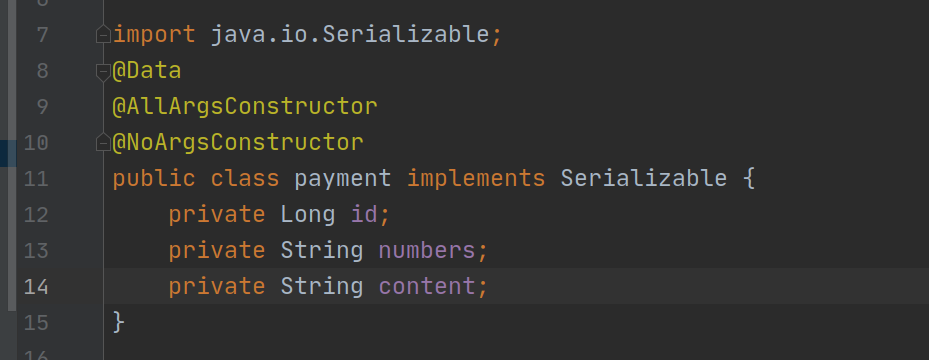 7 import java.io.Serializable;
8 @Data
9 @AllArgsConstructor
10 @NoArgsConstructor
11 public class payment implements Serializable {
12 private Long id;
13 private String numbers;
14 private String content;
15 }
16